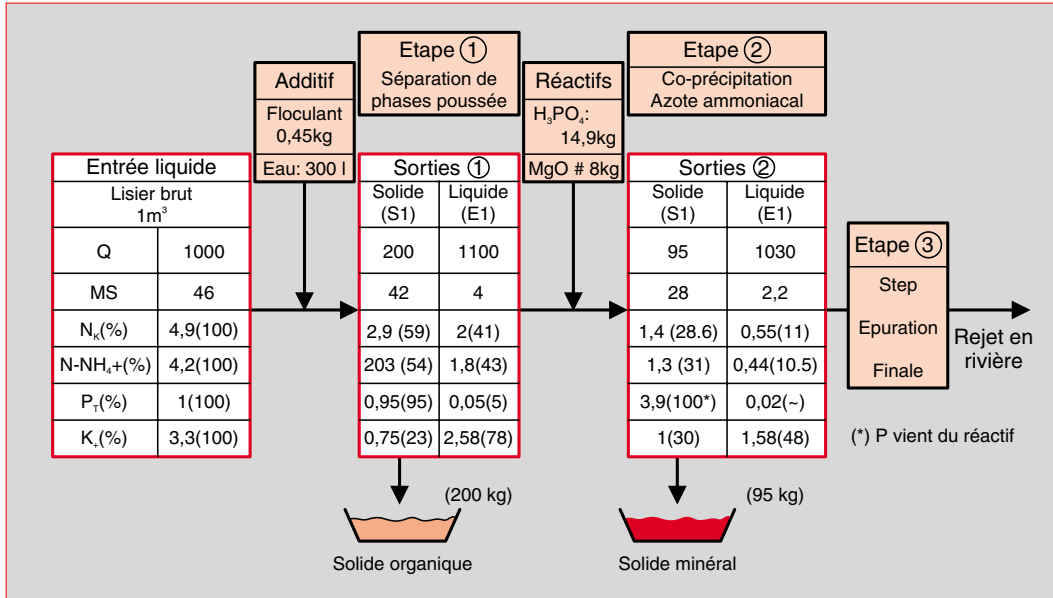 Etape ①
Séparation de
phases poussée
Etape ②
Co-précipitation
Azote ammoniacal
Additif
Floculant
0,45kg
Eau: 300 l
Réactifs
H₃PO₄:
14,9kg
MgO # 8kg
Entrée liquide
Lisier brut
1m³
Q 1000
MS 46
Nₖ(%) 4,9(100)
N-NH₄+(%) 4,2(100)
P_T(%) 1(100)
K₊(%) 3,3(100)
Sorties ①
Solide (S1) Liquide (E1)
200 1100
42 4
2,9 (59) 2(41)
203 (54) 1,8(43)
0,95(95) 0,05(5)
0,75(23) 2,58(78)
Sorties ②
Solide (S1) Liquide (E1)
95 1030
28 2,2
1,4 (28.6) 0,55(11)
1,3 (31) 0,44(10.5)
3,9(100*) 0,02(~)
1(30) 1,58(48)
Etape ③
Step
Epuration
Finale
Rejet en
rivière
(*) P vient du réactif
(200 kg)
Solide organique
(95 kg)
Solide minéral